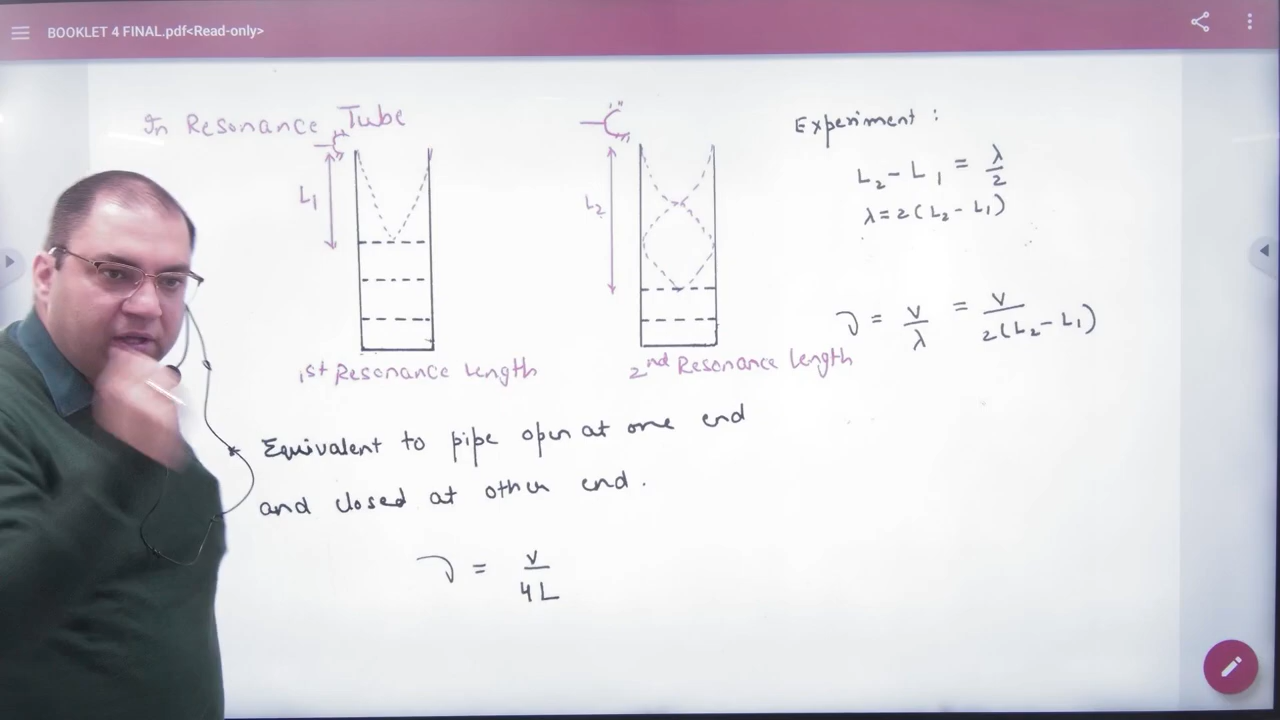 BOOKLET 4 FINAL.pdf<Read-only>
In Resonance Tube
L₁
L₂
1st Resonance length
2nd Resonance length
Experiment :
L₂ - L₁ = λ/2
λ = 2(L₂ - L₁)
ν = v/λ = v/2(L₂ - L₁)
Equivalent to pipe open at one end
and closed at other end.
ν = v/4L